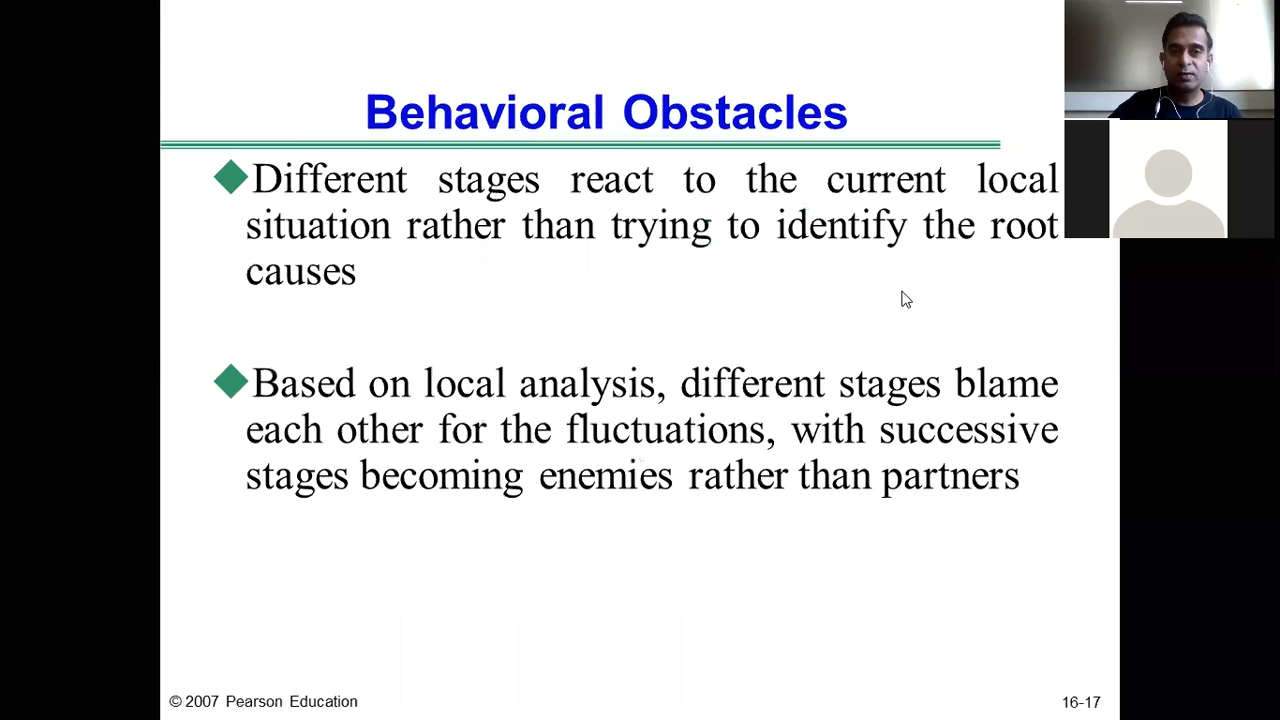 Behavioral Obstacles
Different stages react to the current local
situation rather than trying to identify the root
causes
Based on local analysis, different stages blame
each other for the fluctuations, with successive
stages becoming enemies rather than partners
© 2007 Pearson Education
16-17